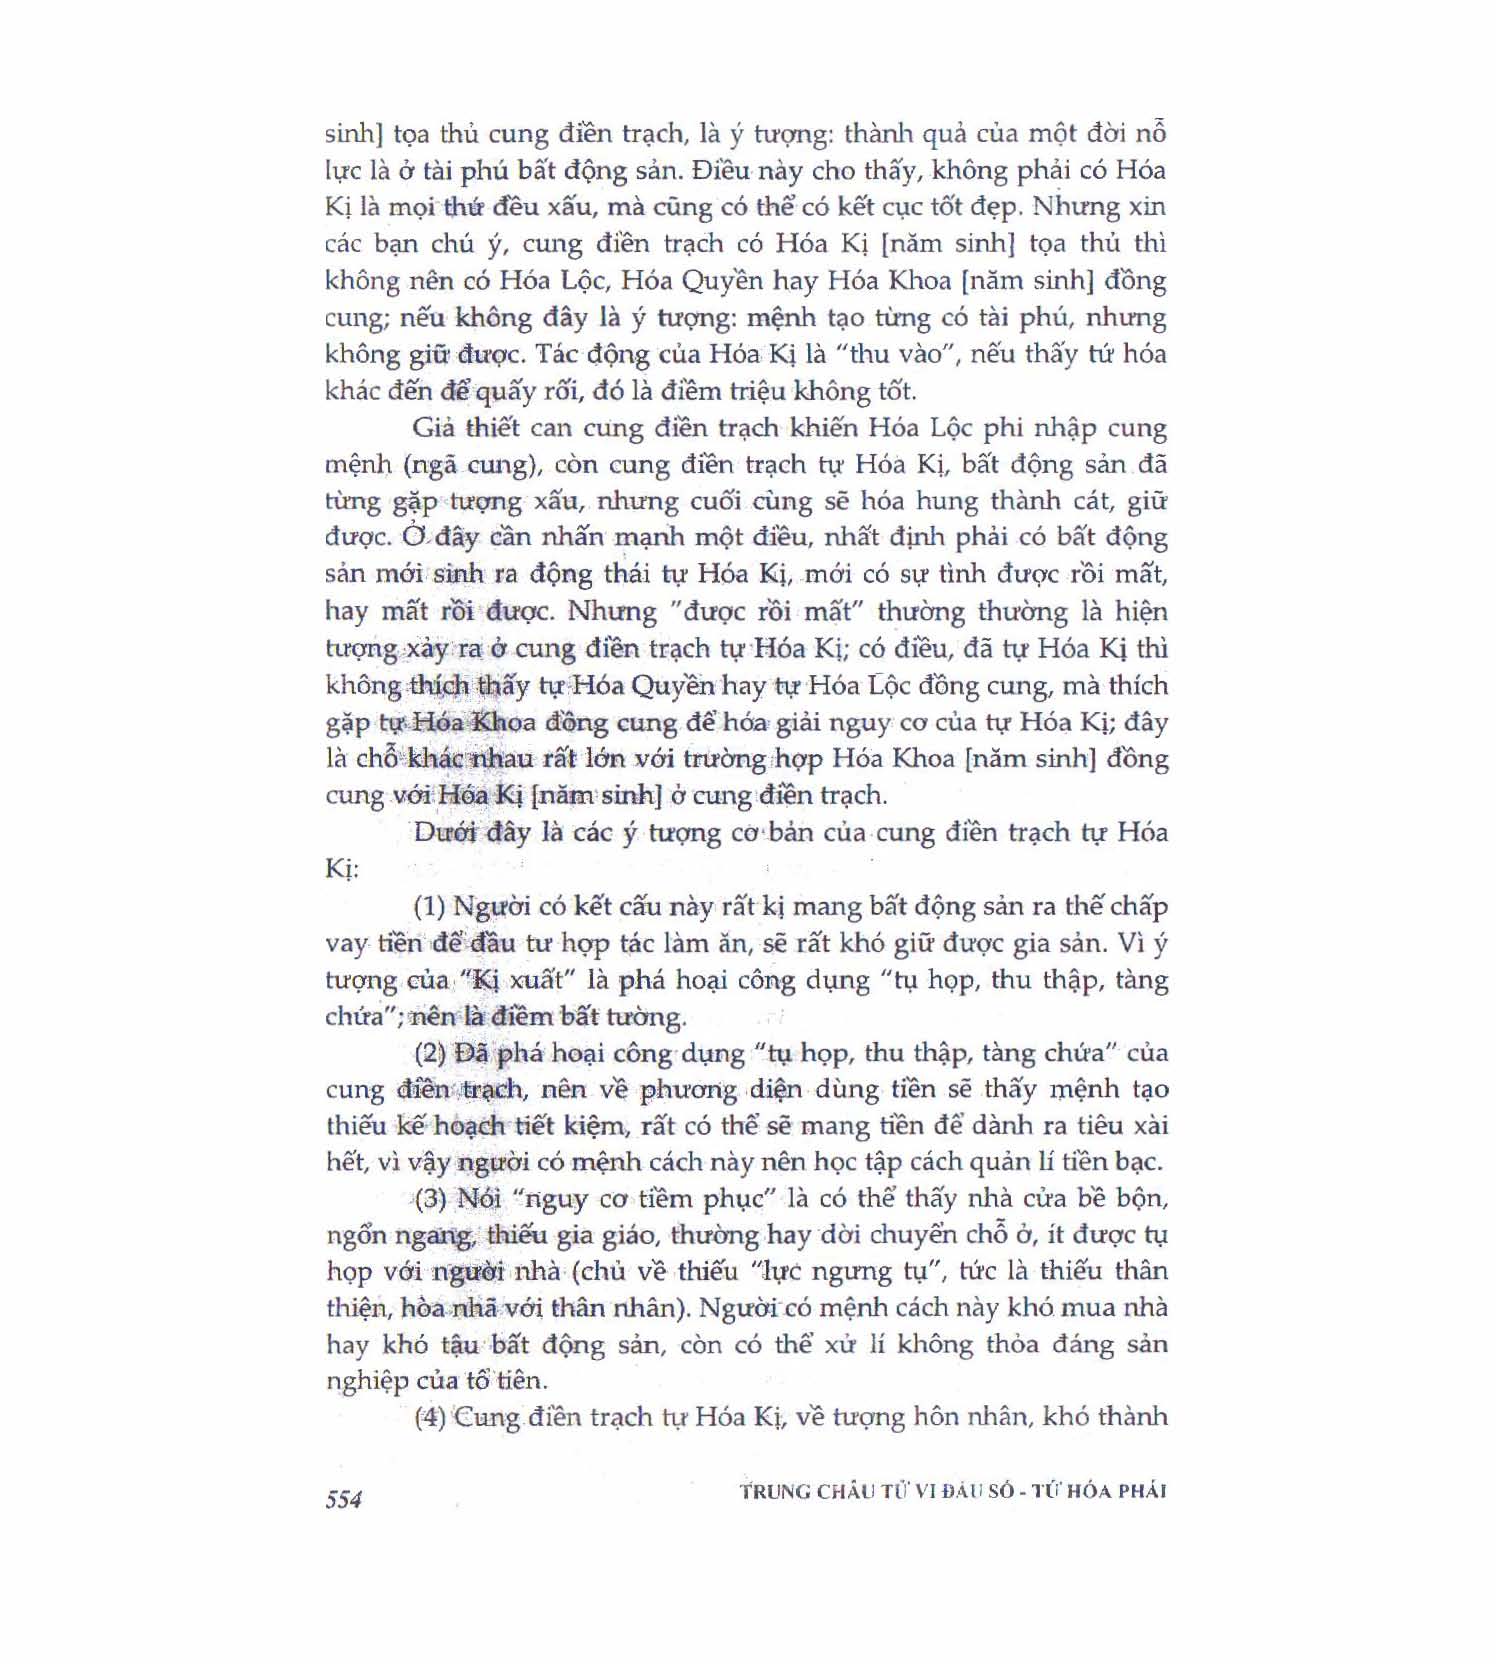 sinh] tọa thủ cung điền trạch, là ý tượng: thành quả của một đời nỗ
lực là ở tài phú bất động sản. Điều này cho thấy, không phải có Hóa
Kị là mọi thứ đều xấu, mà cũng có thể có kết cục tốt đẹp. Nhưng xin
các bạn chú ý, cung điền trạch có Hóa Kị [năm sinh] tọa thủ thì
không nên có Hóa Lộc, Hóa Quyền hay Hóa Khoa [năm sinh] đồng
cung; nếu không đây là ý tượng: mệnh tạo từng có tài phú, nhưng
không giữ được. Tác động của Hóa Kị là "thu vào", nếu thấy tứ hóa
khác đến để quấy rối, đó là điềm triệu không tốt.
Giả thiết can cung điền trạch khiến Hóa Lộc phi nhập cung
mệnh (ngã cung), còn cung điền trạch tự Hóa Kị, bất động sản đã
từng gặp tượng xấu, nhưng cuối cùng sẽ hóa hung thành cát, giữ
được. Ở đây cần nhấn mạnh một điều, nhất định phải có bất động
sản mới sinh ra động thái tự Hóa Kị, mới có sự tình được rồi mất,
hay mất rồi được. Nhưng "được rồi mất" thường thường là hiện
tượng xảy ra ở cung điền trạch tự Hóa Kị; có điều, đã tự Hóa Kị thì
không thích thấy tự Hóa Quyền hay tự Hóa Lộc đồng cung, mà thích
gặp tự Hóa Khoa đồng cung để hóa giải nguy cơ của tự Hóa Kị; đây
là chỗ khác nhau rất lớn với trường hợp Hóa Khoa [năm sinh] đồng
cung với Hóa Kị [năm sinh] ở cung điền trạch.
Dưới đây là các ý tượng cơ bản của cung điền trạch tự Hóa
Kị:
(1) Người có kết cấu này rất kị mang bất động sản ra thế chấp
vay tiền để đầu tư hợp tác làm ăn, sẽ rất khó giữ được gia sản. Vì ý
tượng của "Kị xuất" là phá hoại công dụng "tụ họp, thu thập, tàng
chứa"; nên là điềm bất tường.
(2) Đã phá hoại công dụng "tụ họp, thu thập, tàng chứa" của
cung điền trạch, nên về phương diện dùng tiền sẽ thấy mệnh tạo
thiếu kế hoạch tiết kiệm, rất có thể sẽ mang tiền để dành ra tiêu xài
hết, vì vậy người có mệnh cách này nên học tập cách quản lí tiền bạc.
(3) Nói "nguy cơ tiềm phục" là có thể thấy nhà cửa bề bộn,
ngổn ngang, thiếu gia giáo, thường hay dời chuyển chỗ ở, ít được tụ
họp với người nhà (chủ về thiếu "lực ngưng tụ", tức là thiếu thân
thiện, hòa nhã với thân nhân). Người có mệnh cách này khó mua nhà
hay khó tậu bất động sản, còn có thể xử lí không thỏa đáng sản
nghiệp của tổ tiên.
(4) Cung điền trạch tự Hóa Kị, về tượng hôn nhân, khó thành
554
TRUNG CHÂU TỬ VI ĐẨU SỐ - TỨ HÓA PHÁI